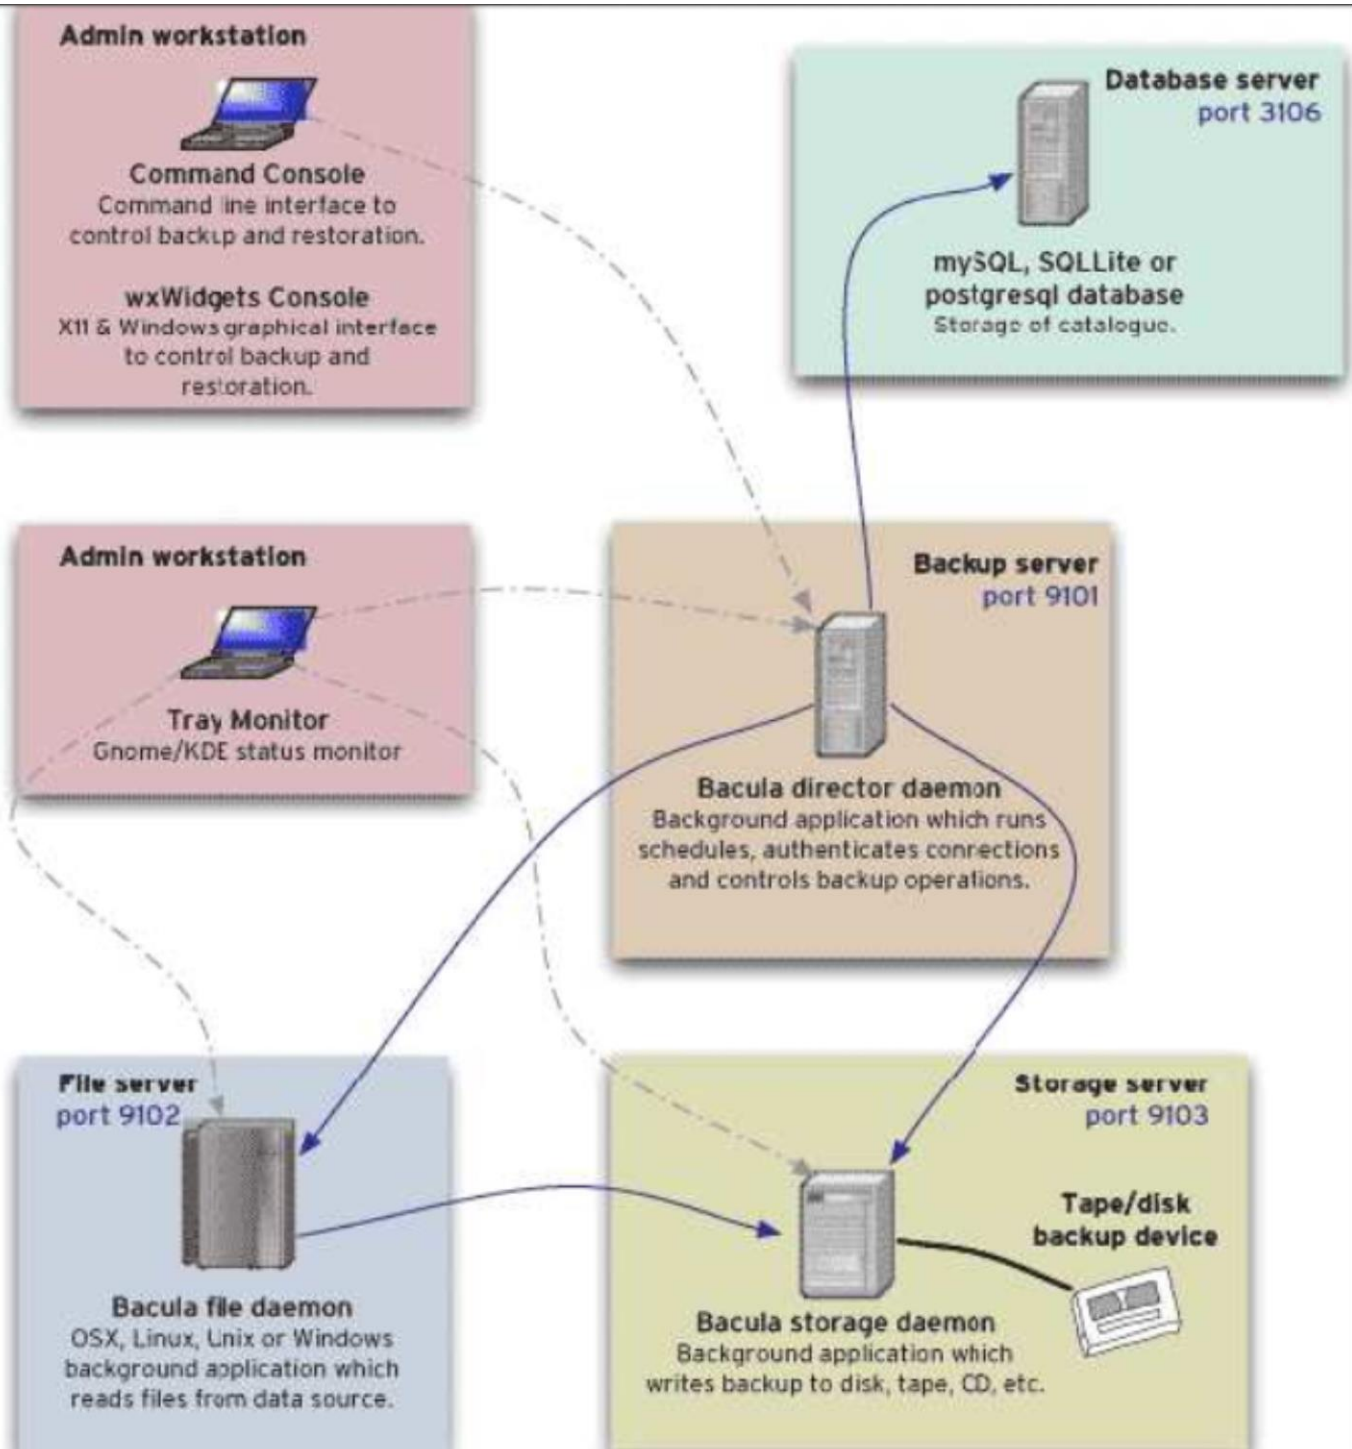 Admin workstation
Command Console
Command line interface to
control backup and restoration.
wxWidgets Console
X11 & Windows graphical interface
to control backup and
restoration.
Database server
port 3106
mySQL, SQLLite or
postgresql database
Storage of catalogue.
Admin workstation
Tray Monitor
Gnome/KDE status monitor
Backup server
port 9101
Bacula director daemon
Background application which runs
schedules, authenticates connections
and controls backup operations.
File server
port 9102
Bacula file daemon
OSX, Linux, Unix or Windows
background application which
reads files from data source.
Storage server
port 9103
Tape/disk
backup device
Bacula storage daemon
Background application which
writes backup to disk, tape, CD, etc.